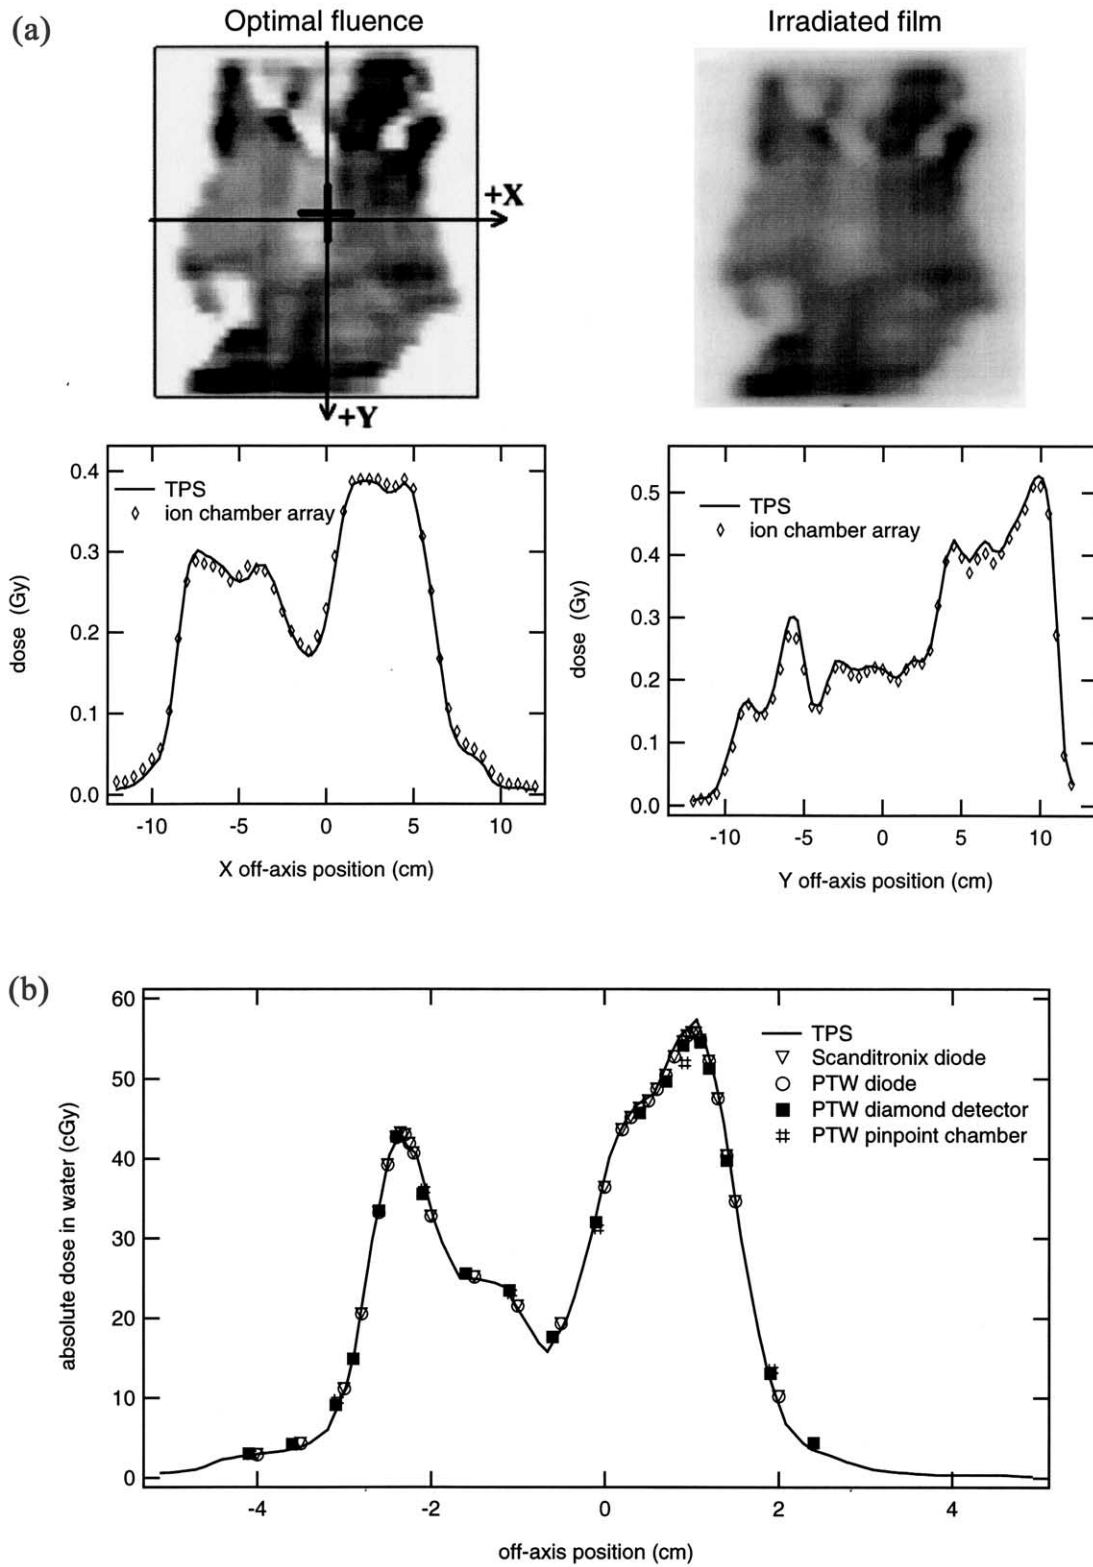 (a)
Optimal fluence
Irradiated film
+X
+Y
0.4
0.3
0.2
0.1
0.0
dose (Gy)
TPS
ion chamber array
-10 -5 0 5 10
X off-axis position (cm)
0.5
0.4
0.3
0.2
0.1
0.0
dose (Gy)
TPS
ion chamber array
-10 -5 0 5 10
Y off-axis position (cm)
(b)
60
50
40
30
20
10
0
absolute dose in water (cGy)
TPS
Scanditronix diode
PTW diode
PTW diamond detector
PTW pinpoint chamber
-4 -2 0 2 4
off-axis position (cm)